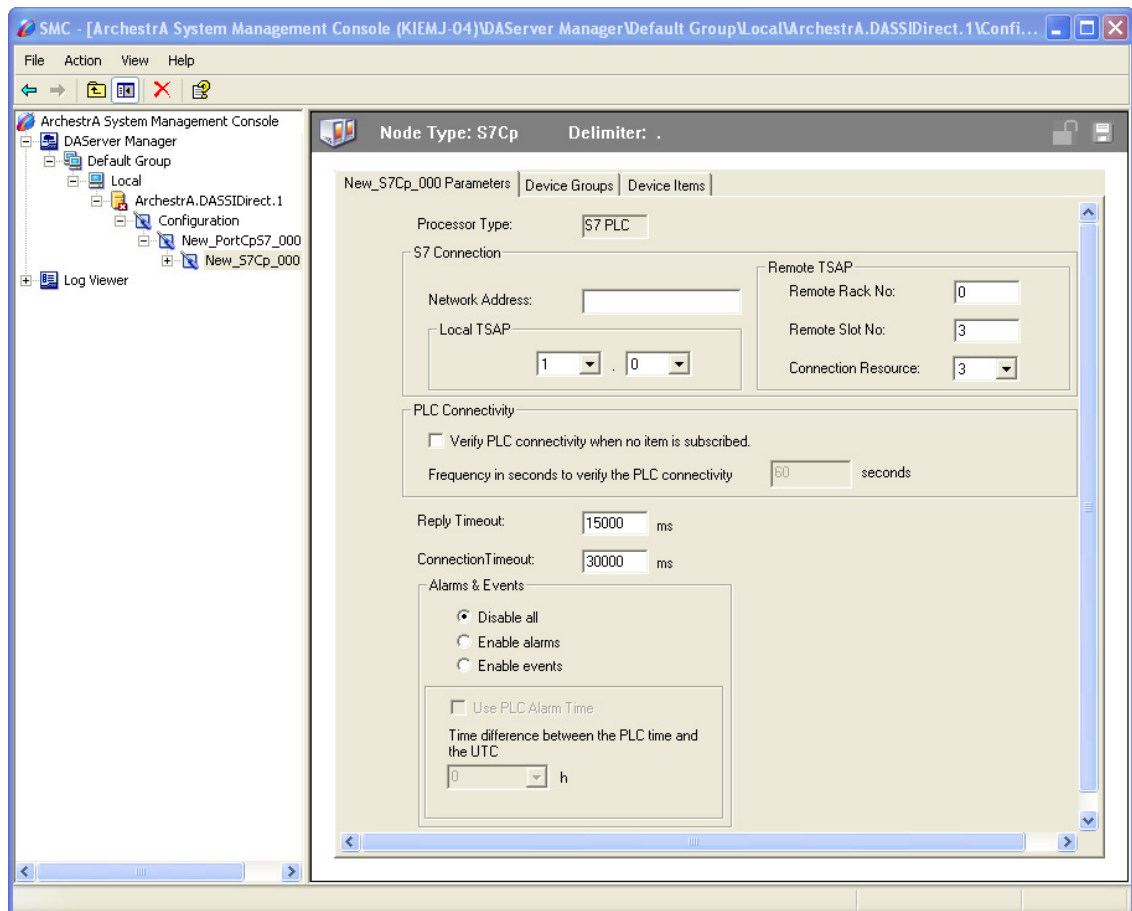 SMC - [ArchestrA System Management Console (KIEMJ-04)\DAServer Manager\Default Group\Local\ArchestrA.DASSIDirect.1\Confi...
File Action View Help
ArchestrA System Management Console
DAServer Manager
Default Group
Local
ArchestrA.DASSIDirect.1
Configuration
New_PortCpS7_000
New_S7Cp_000
Log Viewer
Node Type: S7Cp Delimiter: .
New_S7Cp_000 Parameters Device Groups Device Items
Processor Type: S7 PLC
S7 Connection
Network Address:
Local TSAP
1 . 0
Remote TSAP
Remote Rack No: 0
Remote Slot No: 3
Connection Resource: 3
PLC Connectivity
Verify PLC connectivity when no item is subscribed.
Frequency in seconds to verify the PLC connectivity 60 seconds
Reply Timeout: 15000 ms
ConnectionTimeout: 30000 ms
Alarms & Events
Disable all
Enable alarms
Enable events
Use PLC Alarm Time
Time difference between the PLC time and
the UTC
0 h